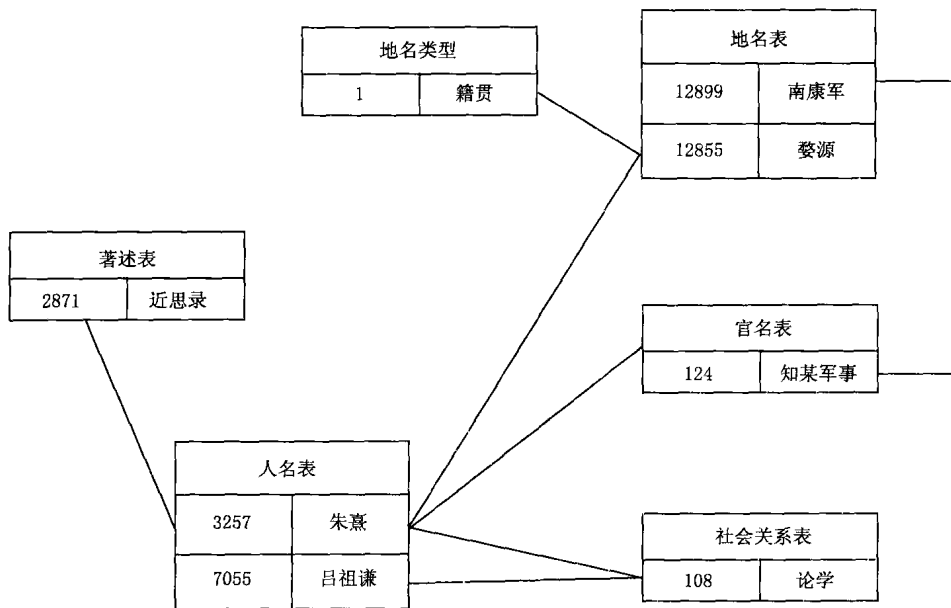 地名类型
1 籍贯
地名表
12899 南康军
12855 婺源
著述表
2871 近思录
官名表
124 知某军事
人名表
3257 朱熹
7055 吕祖谦
社会关系表
108 论学